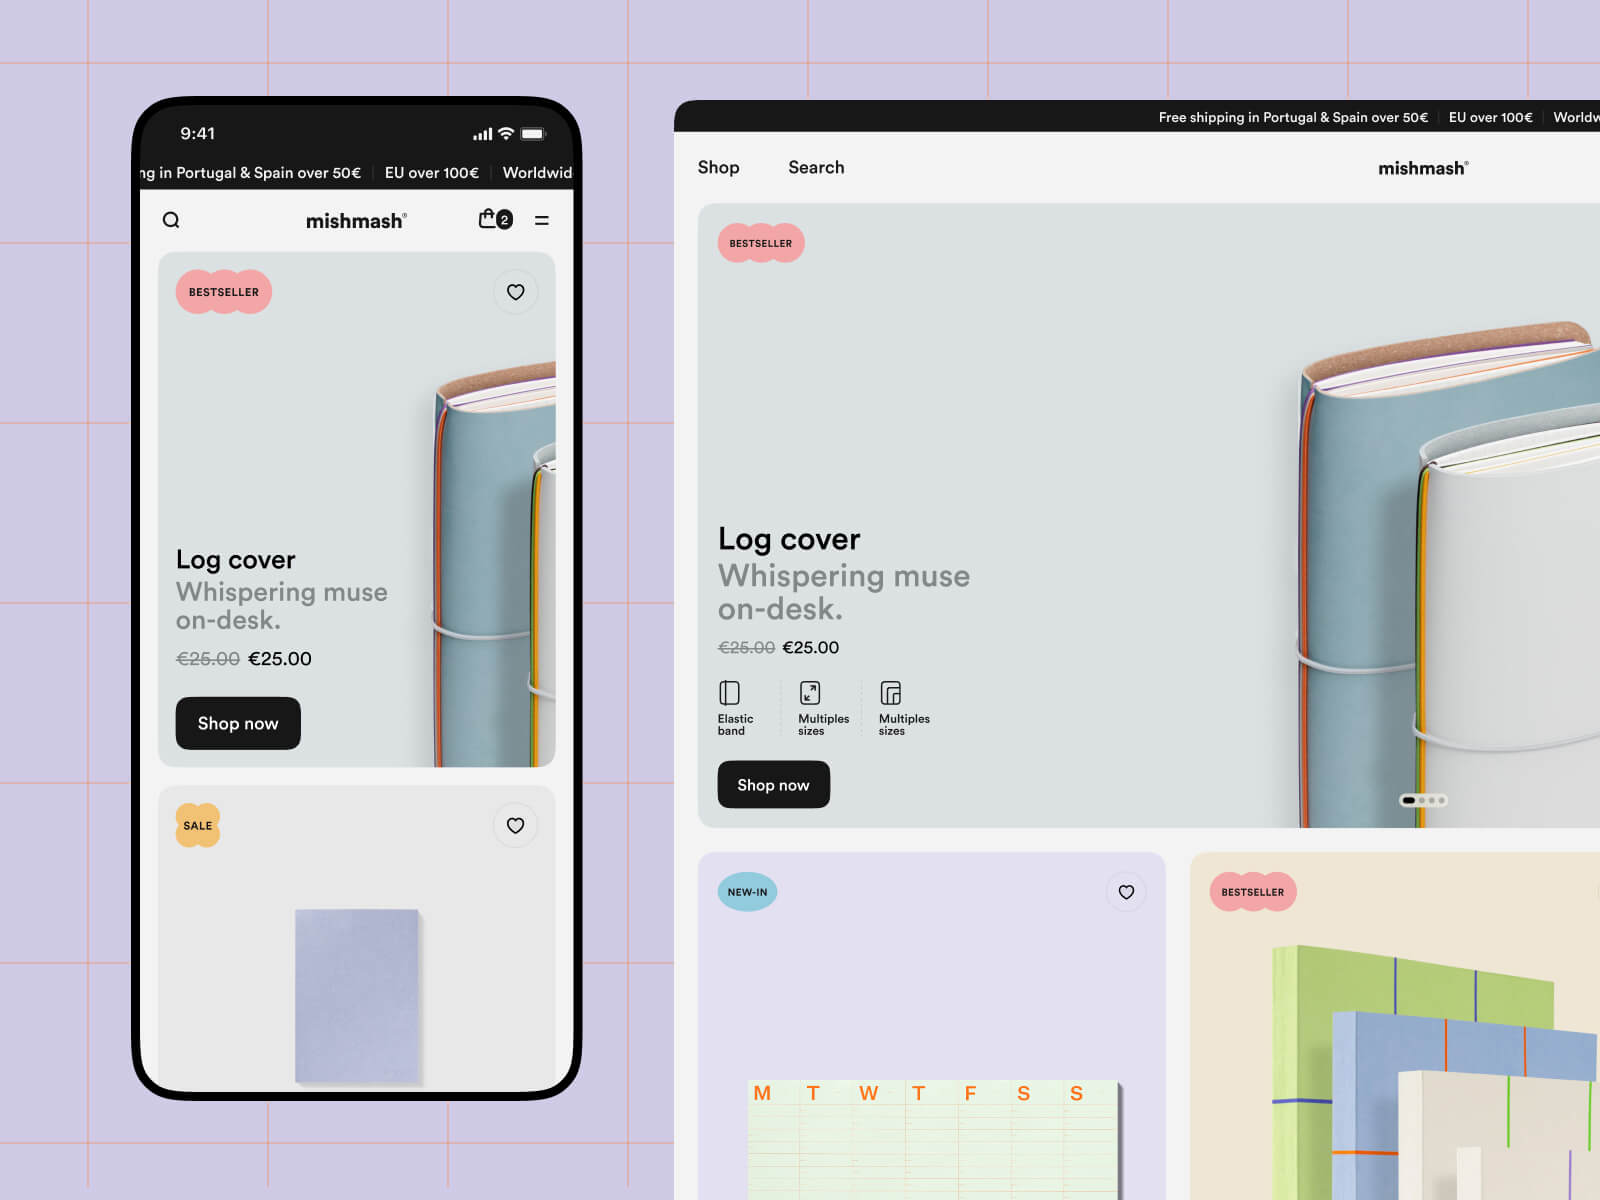 9:41
ng in Portugal & Spain over 50€ EU over 100€ Worldwid
mishmash®
2
BESTSELLER
Log cover
Whispering muse
on-desk.
€25.00 €25.00
Shop now
SALE
Free shipping in Portugal & Spain over 50€ EU over 100€ Worldw
Shop Search mishmash®
BESTSELLER
Log cover
Whispering muse
on-desk.
€25.00 €25.00
Elastic band
Multiples sizes
Multiples sizes
Shop now
NEW-IN
BESTSELLER
M T W T F S S